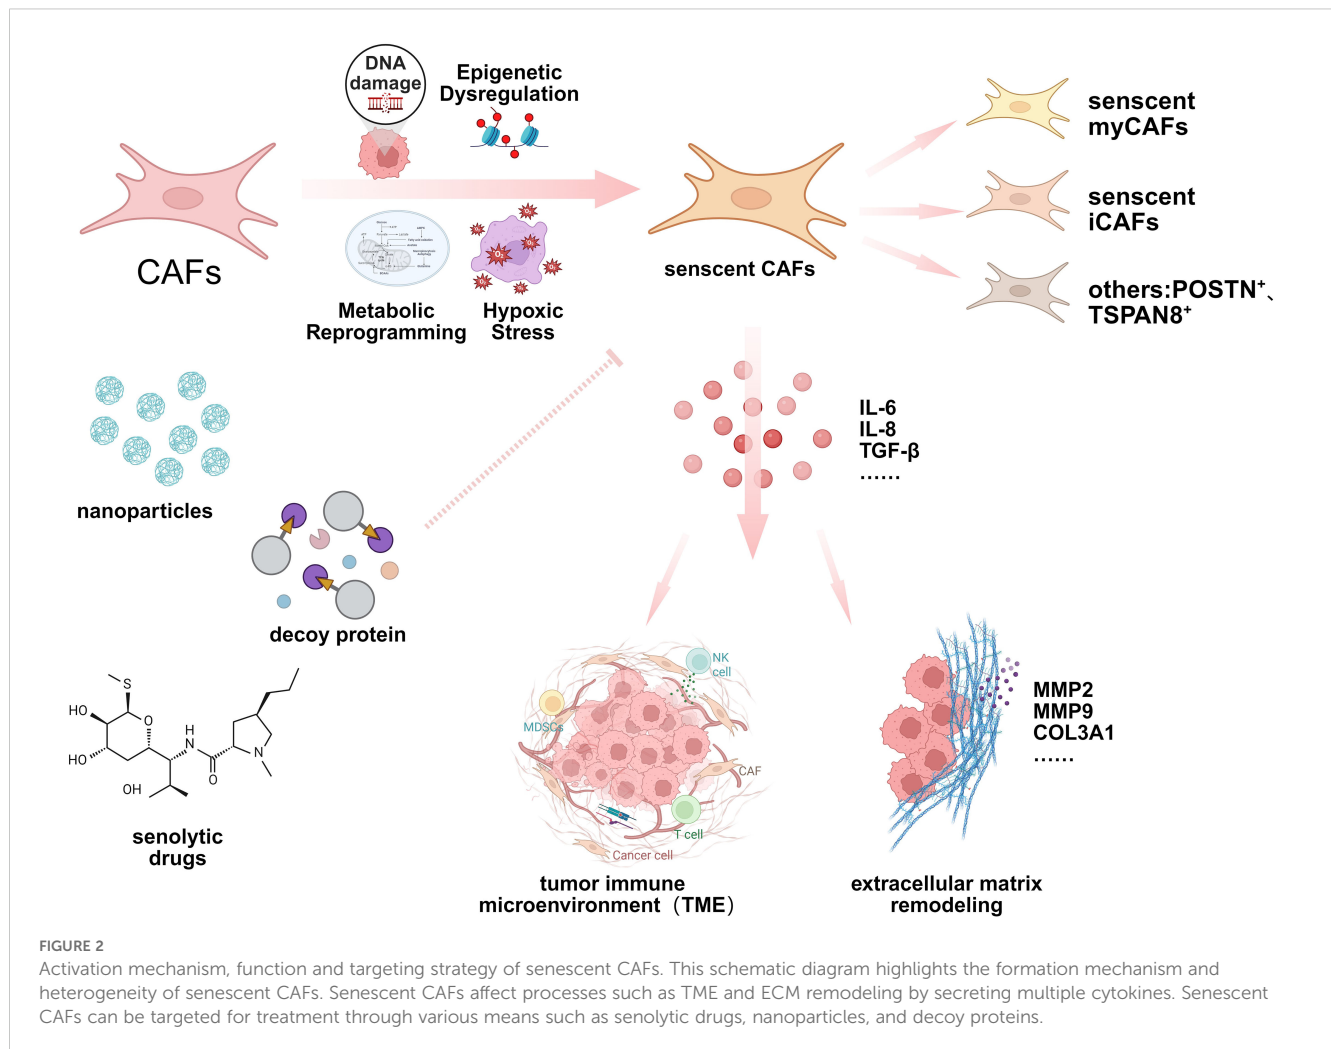 DNA
damage
Epigenetic
Dysregulation
CAFs
Metabolic
Reprogramming
Hypoxic
Stress
O₂
senscent CAFs
senscent
myCAFs
senscent
iCAFs
others:POSTN⁺、
TSPAN8⁺
IL-6
IL-8
TGF-β
......
nanoparticles
decoy protein
S
HO
O
HO
H
N
O
N
OH
senolytic
drugs
NK
cell
MDSCs
CAF
T cell
Cancer cell
tumor immune
microenvironment（TME）
MMP2
MMP9
COL3A1
......
extracellular matrix
remodeling
FIGURE 2
Activation mechanism, function and targeting strategy of senescent CAFs. This schematic diagram highlights the formation mechanism and
heterogeneity of senescent CAFs. Senescent CAFs affect processes such as TME and ECM remodeling by secreting multiple cytokines. Senescent
CAFs can be targeted for treatment through various means such as senolytic drugs, nanoparticles, and decoy proteins.